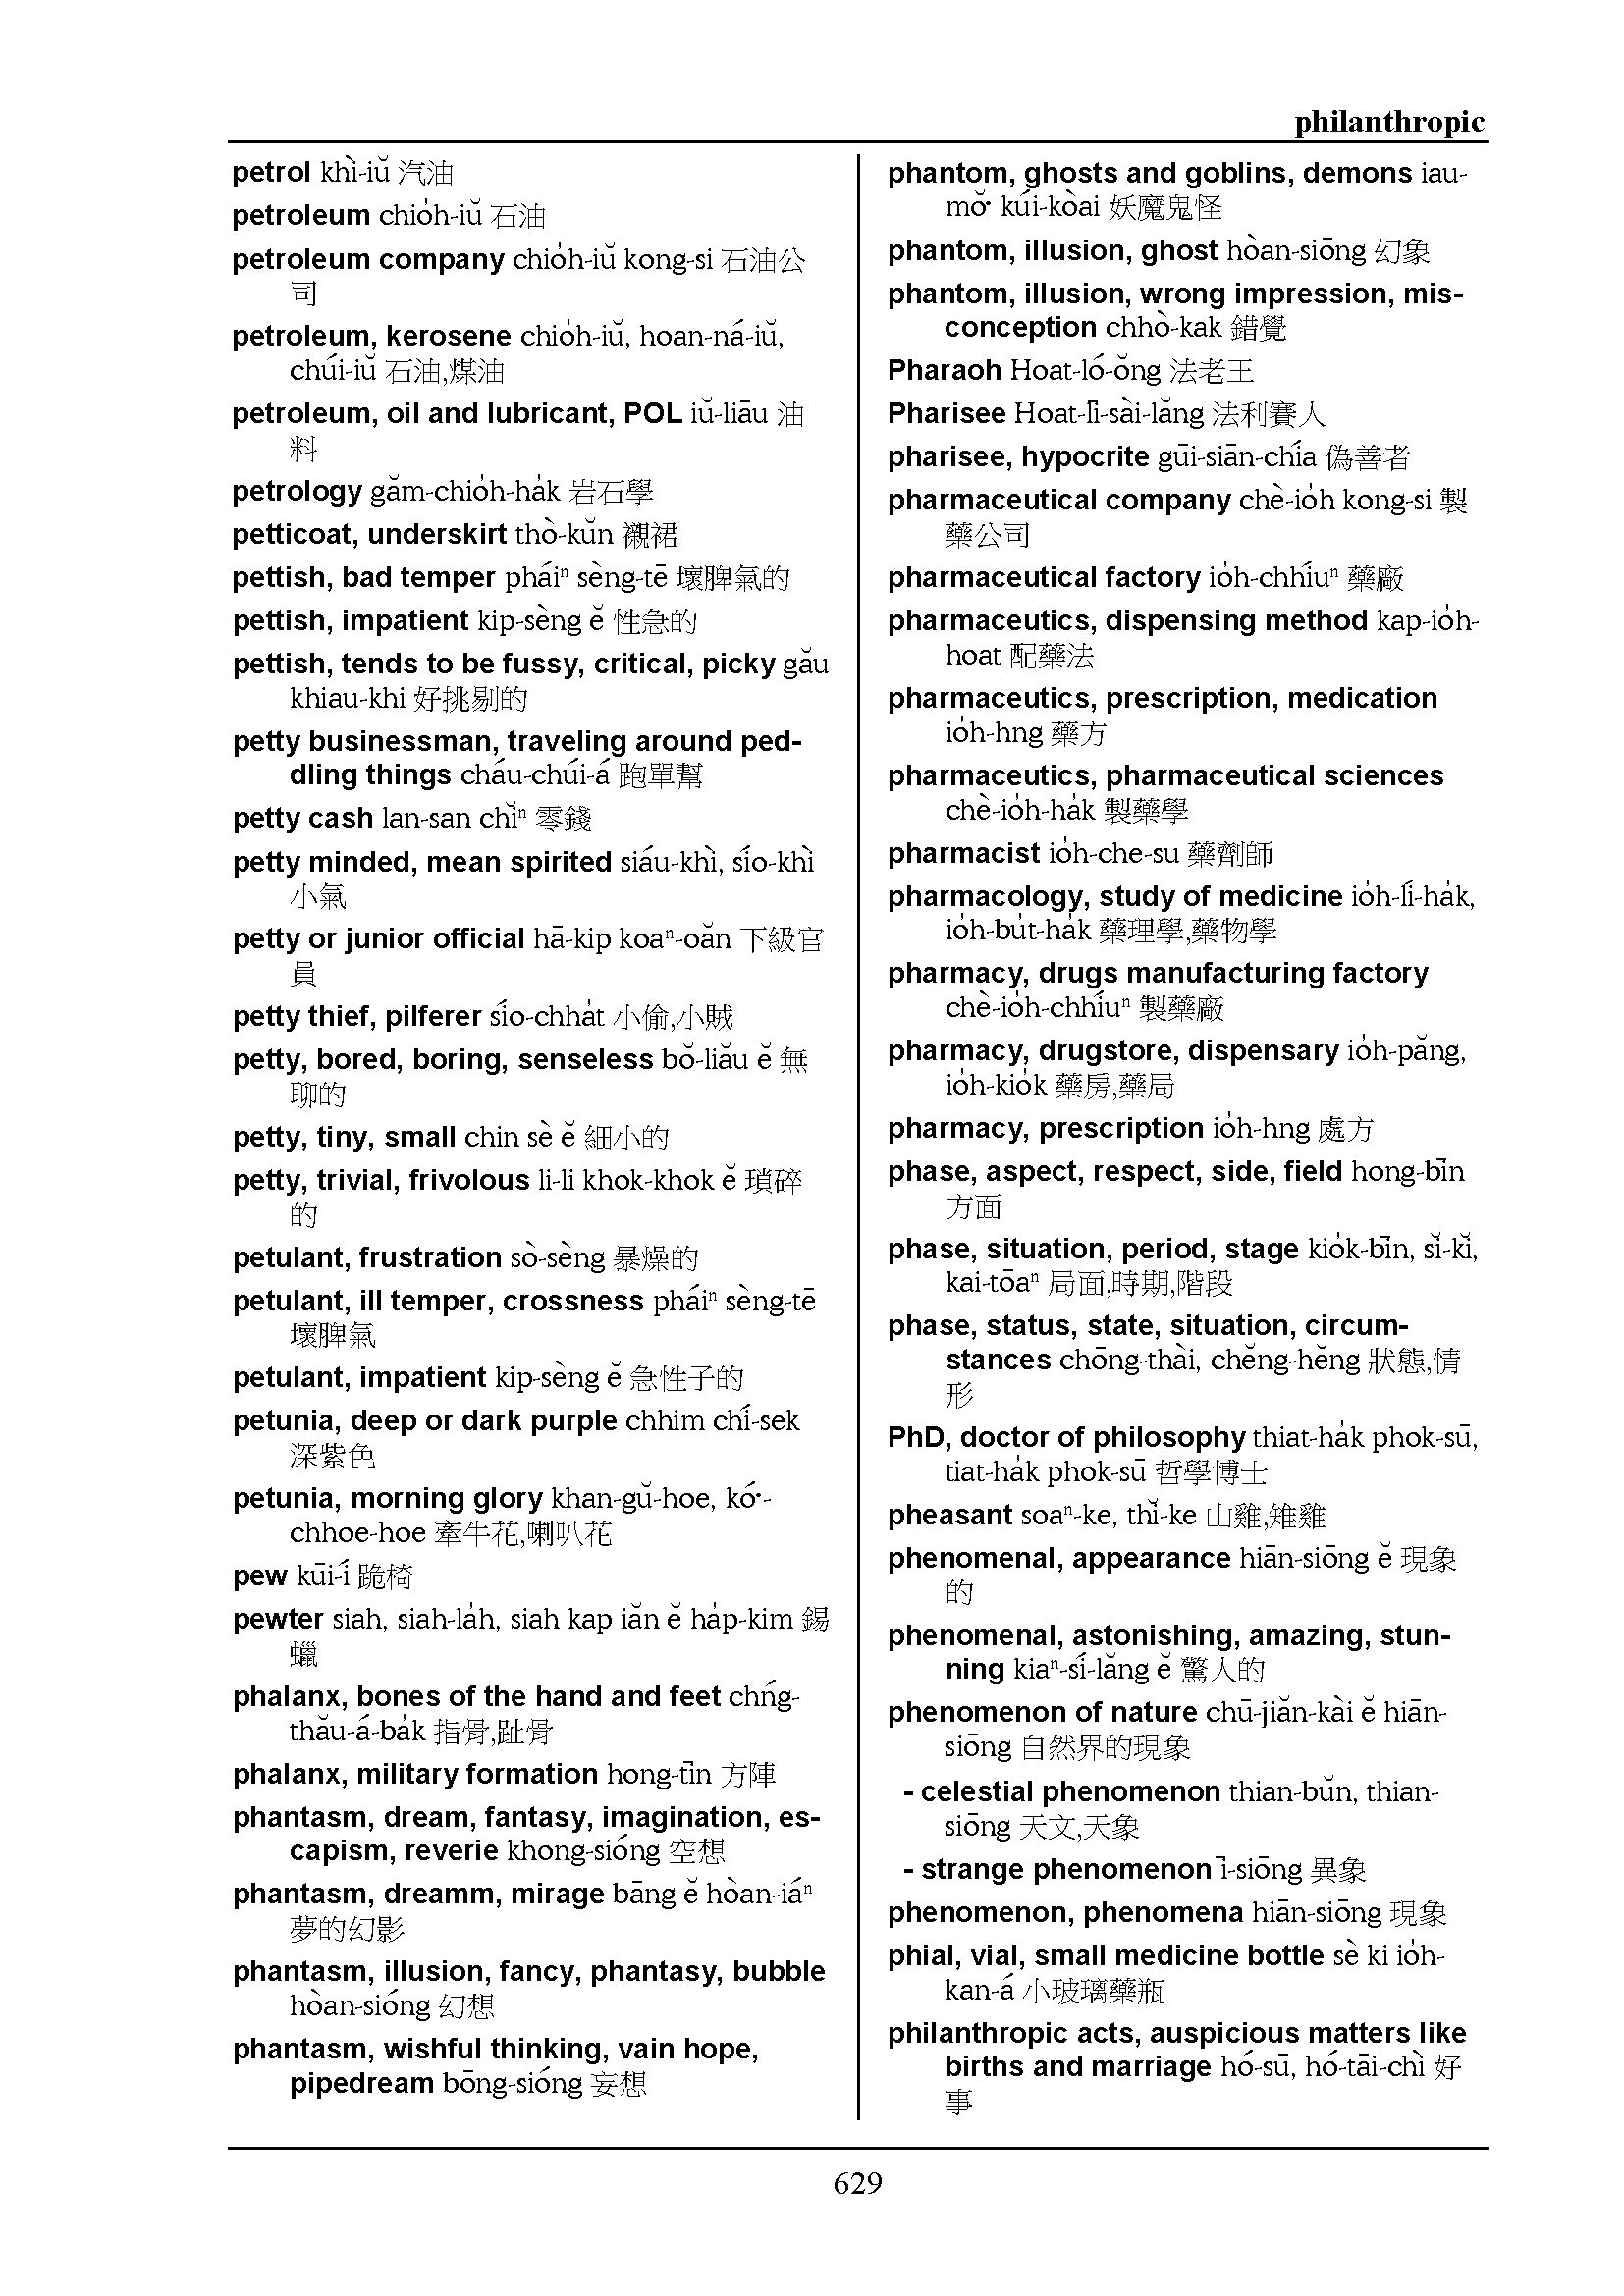 philanthropic
petrol khì-iŭ 汽油
petroleum chio̍h-iŭ 石油
petroleum company chio̍h-iŭ kong-si 石油公
司
petroleum, kerosene chio̍h-iŭ, hoan-ná-iŭ,
chúi-iŭ 石油,煤油
petroleum, oil and lubricant, POL iŭ-liāu 油
料
petrology găm-chio̍h-ha̍k 岩石學
petticoat, underskirt thò-kŭn 襯裙
pettish, bad temper pháiⁿ sèng-tē 壞脾氣的
pettish, impatient kip-sèng ĕ 性急的
pettish, tends to be fussy, critical, picky gău
khiau-khi 好挑剔的
petty businessman, traveling around ped-
dling things cháu-chúi-á 跑單幫
petty cash lan-san chĭⁿ 零錢
petty minded, mean spirited siáu-khì, sío-khì
小氣
petty or junior official hā-kip koaⁿ-oăn 下級官
員
petty thief, pilferer sío-chha̍t 小偷,小賊
petty, bored, boring, senseless bŏ-liău ĕ 無
聊的
petty, tiny, small chin sè ĕ 細小的
petty, trivial, frivolous li-li khok-khok ĕ 瑣碎
的
petulant, frustration sò-sèng 暴燥的
petulant, ill temper, crossness pháiⁿ sèng-tē
壞脾氣
petulant, impatient kip-sèng ĕ 急性子的
petunia, deep or dark purple chhim chí-sek
深紫色
petunia, morning glory khan-gŭ-hoe, kó͘-
chhoe-hoe 牽牛花,喇叭花
pew kūi-í 跪椅
pewter siah, siah-la̍h, siah kap iăn ĕ ha̍p-kim 錫
蠟
phalanx, bones of the hand and feet chńg-
thău-á-ba̍k 指骨,趾骨
phalanx, military formation hong-tīn 方陣
phantasm, dream, fantasy, imagination, es-
capism, reverie khong-sióng 空想
phantasm, dreamm, mirage bāng ĕ hòan-iáⁿ
夢的幻影
phantasm, illusion, fancy, phantasy, bubble
hòan-sióng 幻想
phantasm, wishful thinking, vain hope,
pipedream bōng-sióng 妄想
phantom, ghosts and goblins, demons iau-
mŏ͘ kúi-kòai 妖魔鬼怪
phantom, illusion, ghost hòan-siōng 幻象
phantom, illusion, wrong impression, mis-
conception chhò-kak 錯覺
Pharaoh Hoat-ló-ŏng 法老王
Pharisee Hoat-lī-sài-lăng 法利賽人
pharisee, hypocrite gūi-siān-chía 偽善者
pharmaceutical company chè-io̍h kong-si 製
藥公司
pharmaceutical factory io̍h-chhíuⁿ 藥廠
pharmaceutics, dispensing method kap-io̍h-
hoat 配藥法
pharmaceutics, prescription, medication
io̍h-hng 藥方
pharmaceutics, pharmaceutical sciences
chè-io̍h-ha̍k 製藥學
pharmacist io̍h-che-su 藥劑師
pharmacology, study of medicine io̍h-lí-ha̍k,
io̍h-bu̍t-ha̍k 藥理學,藥物學
pharmacy, drugs manufacturing factory
chè-io̍h-chhíuⁿ 製藥廠
pharmacy, drugstore, dispensary io̍h-păng,
io̍h-kio̍k 藥房,藥局
pharmacy, prescription io̍h-hng 處方
phase, aspect, respect, side, field hong-bīn
方面
phase, situation, period, stage kio̍k-bīn, sĭ-kĭ,
kai-tōaⁿ 局面,時期,階段
phase, status, state, situation, circum-
stances chōng-thài, chĕng-hĕng 狀態,情
形
PhD, doctor of philosophy thiat-ha̍k phok-sū,
tiat-ha̍k phok-sū 哲學博士
pheasant soaⁿ-ke, thĭ-ke 山雞,雉雞
phenomenal, appearance hiān-siōng ĕ 現象
的
phenomenal, astonishing, amazing, stun-
ning kiaⁿ-sí-lăng ĕ 驚人的
phenomenon of nature chū-jiăn-kài ĕ hiān-
siōng 自然界的現象
- celestial phenomenon thian-bŭn, thian-
siōng 天文,天象
- strange phenomenon ī-siōng 異象
phenomenon, phenomena hiān-siōng 現象
phial, vial, small medicine bottle sè ki io̍h-
kan-á 小玻璃藥瓶
philanthropic acts, auspicious matters like
births and marriage hó-sū, hó-tāi-chì 好
事
629